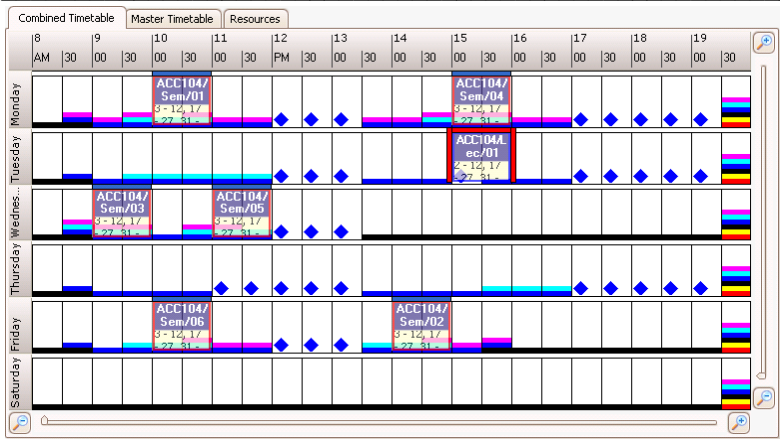 Combined Timetable Master Timetable Resources
8 9 10 11 12 13 14 15 16 17 18 19
AM 30 00 30 00 30 00 30 PM 30 00 30 00 30 00 30 00 30 00 30 00 30 00 30
Monday
ACC104/
Sem/01
3 - 12, 17
- 27, 31 -
ACC104/
Sem/04
3 - 12, 17
- 27, 31 -
Tuesday
ACC104/L
ec/01
2 - 12, 17
- 27, 31 -
Wednes...
ACC104/
Sem/03
3 - 12, 17
- 27, 31 -
ACC104/
Sem/05
3 - 12, 17
- 27, 31 -
Thursday
Friday
ACC104/
Sem/06
3 - 12, 17
- 27, 31 -
ACC104/
Sem/02
3 - 12, 17
- 27, 31 -
Saturday